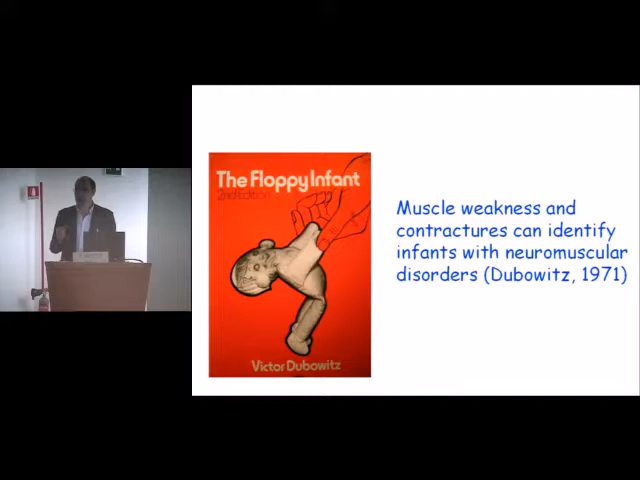 The Floppy Infant
2nd Edition
Victor Dubowitz
Muscle weakness and
contractures can identify
infants with neuromuscular
disorders (Dubowitz, 1971)